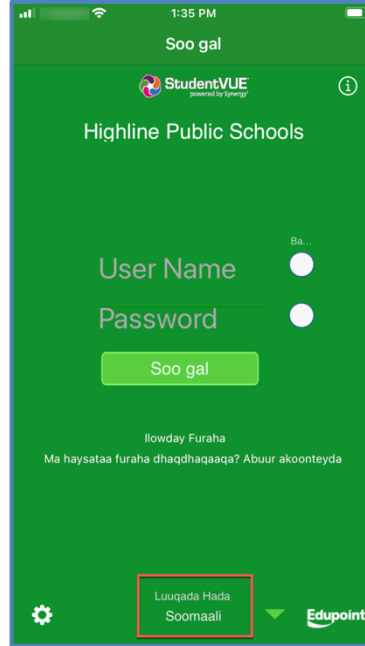 1:35 PM
Soo gal
StudentVUE
powered by Synergy
Highline Public Schools
Ba...
User Name
Password
Soo gal
Ilowday Furaha
Ma haysataa furaha dhaqdhaqaaqa? Abuur akoonteyda
Luuqada Hada
Soomaali
Edupoint